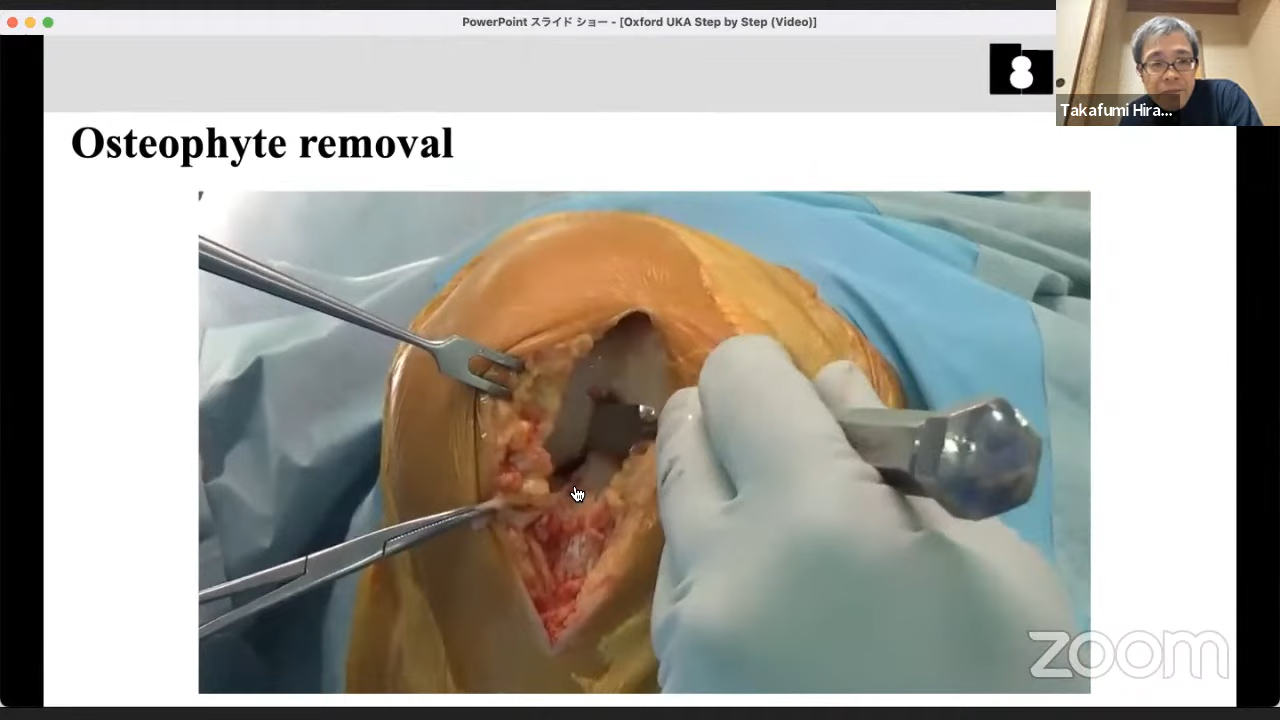 PowerPoint スライド ショー - [Oxford UKA Step by Step (Video)]
Takafumi Hira...
Osteophyte removal
zoom